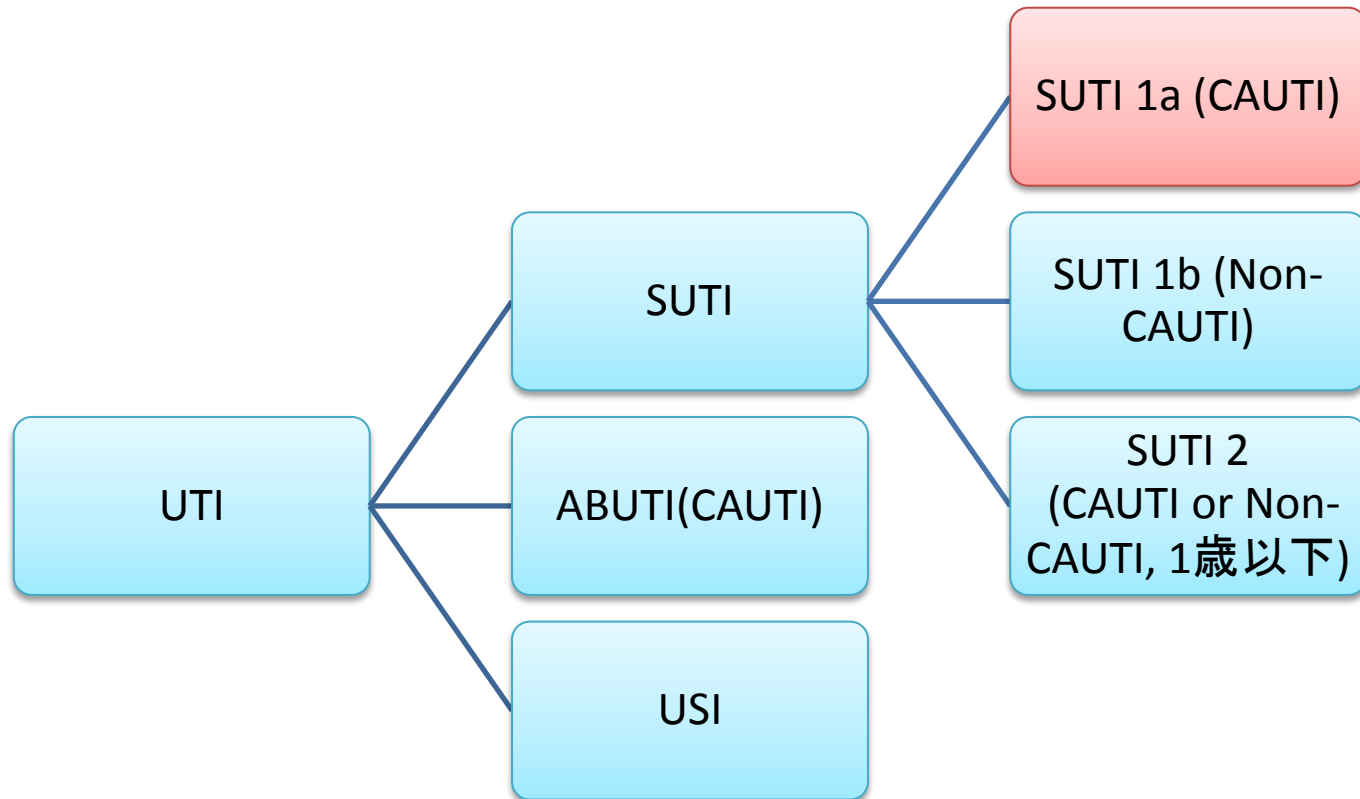 SUTI 1a (CAUTI)
SUTI 1b (Non-
CAUTI)
SUTI
SUTI 2
(CAUTI or Non-
CAUTI, 1歳以下)
UTI
ABUTI(CAUTI)
USI